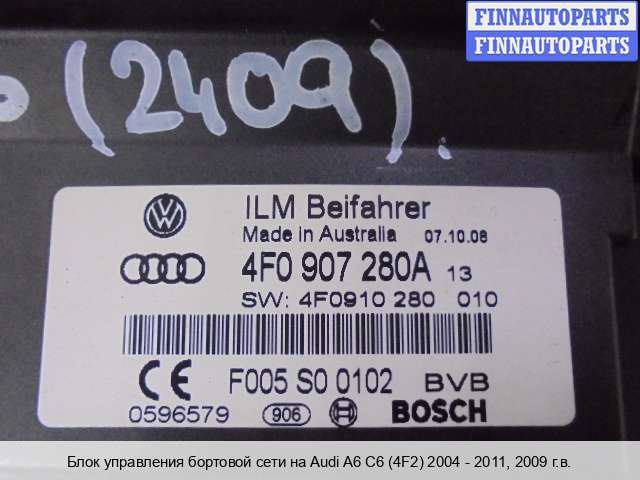 FINNAUTOPARTS
FINNAUTOPARTS
(2409).
ILM Beifahrer
Made in Australia 07.10.08
4F0 907 280A 13
SW: 4F0910 280 010
CE F005 S0 0102 BVB
0596579 906 BOSCH
Блок управления бортовой сети на Audi A6 C6 (4F2) 2004 - 2011, 2009 г.в.